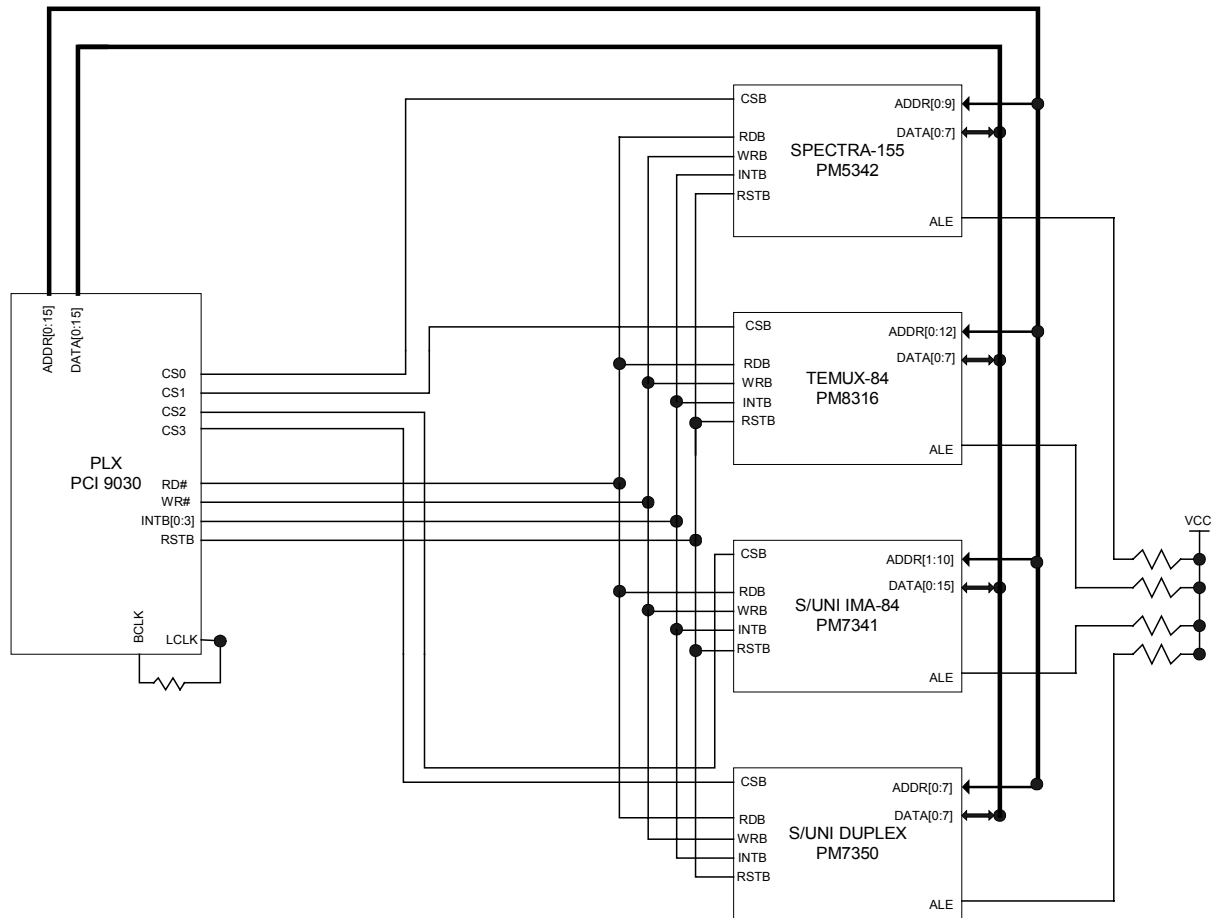 CSB
RDB
WRB
INTB
RSTB
SPECTRA-155
PM5342
ADDR[0:9]
DATA[0:7]
ALE
ADDR[0:15]
DATA[0:15]
CS0
CS1
CS2
CS3
PLX
PCI 9030
RD#
WR#
INTB[0:3]
RSTB
BCLK
LCLK
CSB
RDB
WRB
INTB
RSTB
TEMUX-84
PM8316
ADDR[0:12]
DATA[0:7]
ALE
VCC
CSB
RDB
WRB
INTB
RSTB
S/UNI IMA-84
PM7341
ADDR[1:10]
DATA[0:15]
ALE
CSB
RDB
WRB
INTB
RSTB
S/UNI DUPLEX
PM7350
ADDR[0:7]
DATA[0:7]
ALE